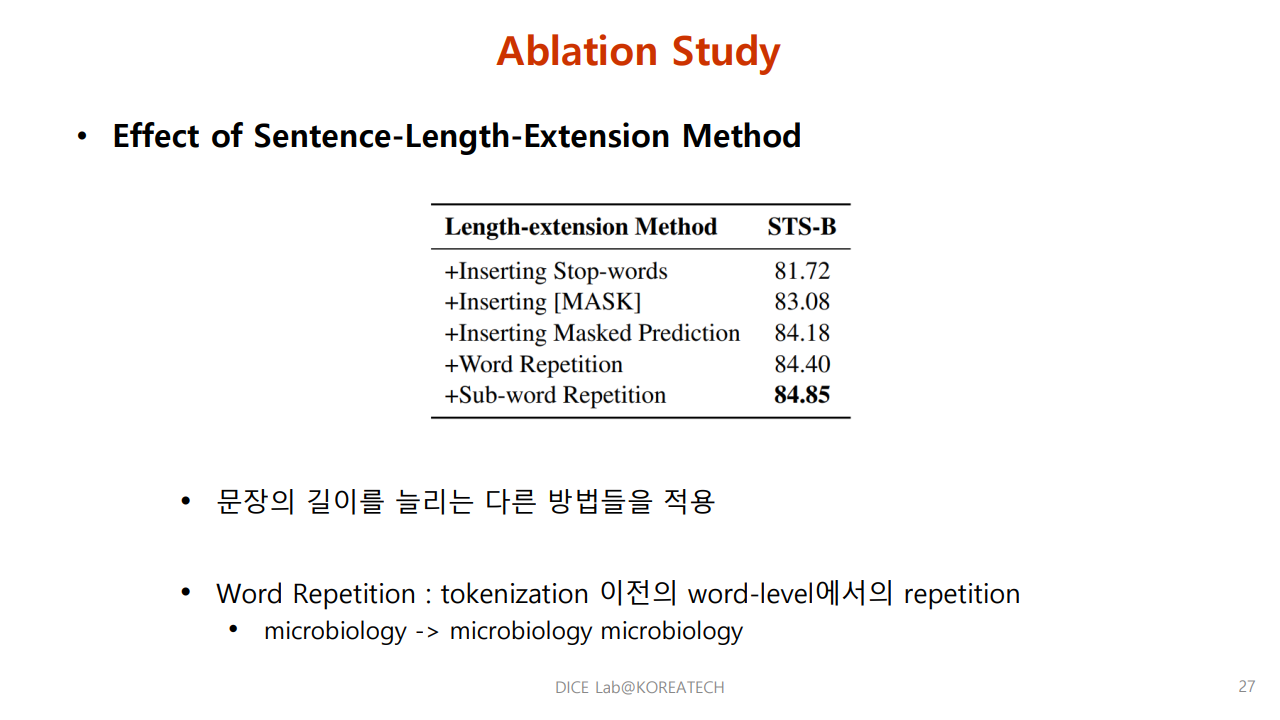 Ablation Study
• Effect of Sentence-Length-Extension Method
Length-extension Method STS-B
+Inserting Stop-words 81.72
+Inserting [MASK] 83.08
+Inserting Masked Prediction 84.18
+Word Repetition 84.40
+Sub-word Repetition 84.85
• 문장의 길이를 늘리는 다른 방법들을 적용
• Word Repetition : tokenization 이전의 word-level에서의 repetition
• microbiology -> microbiology microbiology
DICE Lab@KOREATECH
27